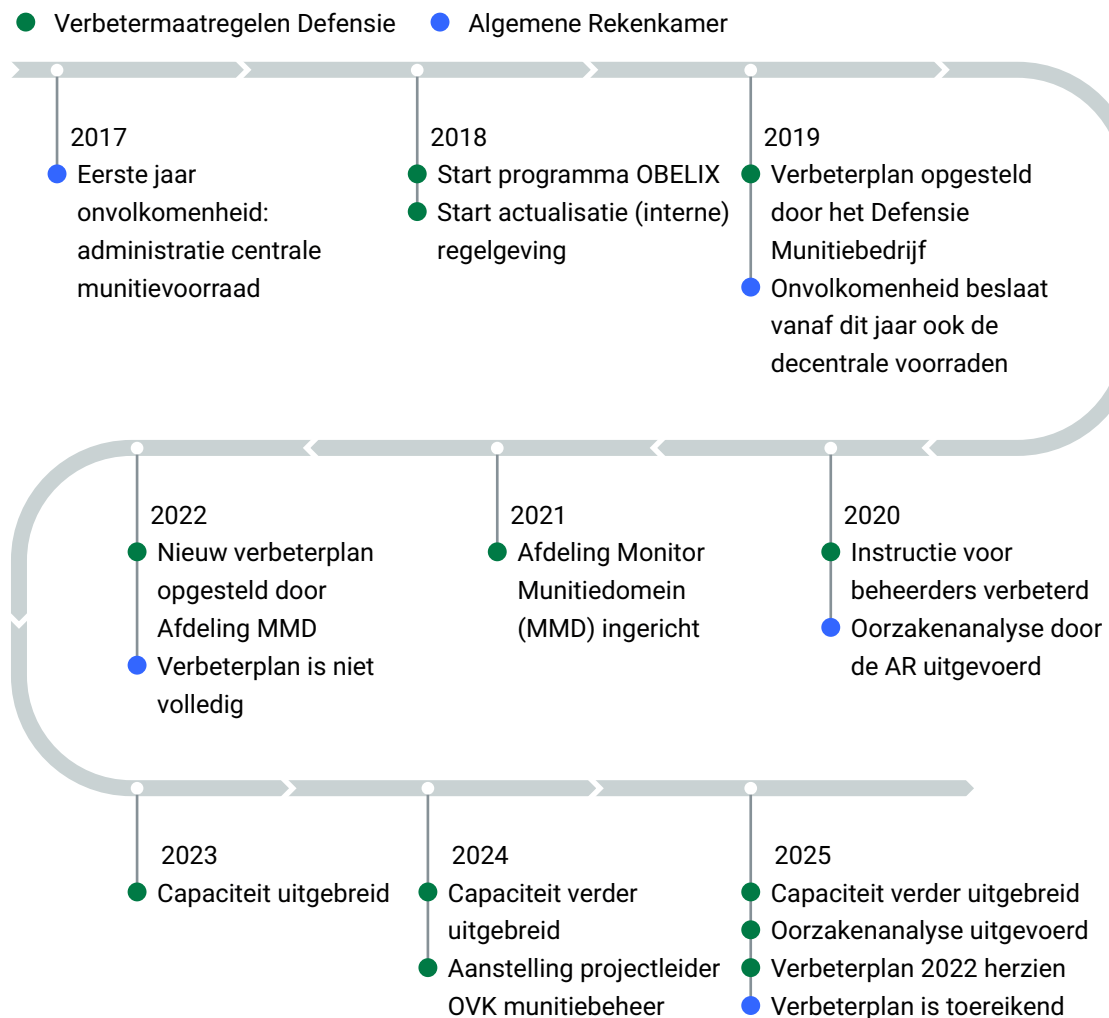 Verbetermaatregelen Defensie
Algemene Rekenkamer
2017
Eerste jaar
onvolkomenheid:
administratie centrale
munitievoorraad
2018
Start programma OBELIX
Start actualisatie (interne)
regelgeving
2019
Verbeterplan opgesteld
door het Defensie
Munitiebedrijf
Onvolkomenheid beslaat
vanaf dit jaar ook de
decentrale voorraden
2020
Instructie voor
beheerders verbeterd
Oorzakenanalyse door
de AR uitgevoerd
2021
Afdeling Monitor
Munitiedomein
(MMD) ingericht
2022
Nieuw verbeterplan
opgesteld door
Afdeling MMD
Verbeterplan is niet
volledig
2023
Capaciteit uitgebreid
2024
Capaciteit verder
uitgebreid
Aanstelling projectleider
OVK munitiebeheer
2025
Capaciteit verder uitgebreid
Oorzakenanalyse uitgevoerd
Verbeterplan 2022 herzien
Verbeterplan is toereikend